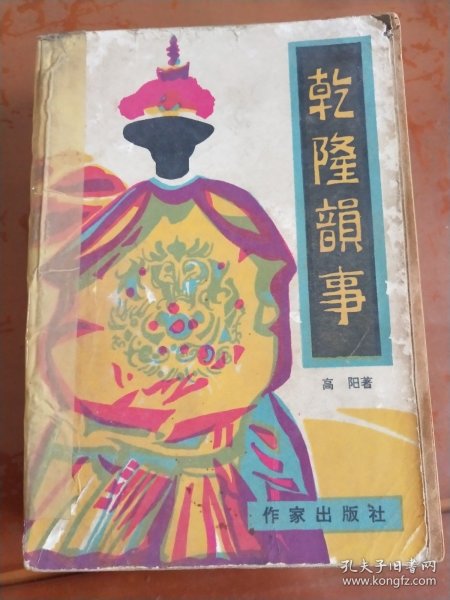 乾隆韻事
高 阳著
作家出版社
孔夫子旧书网
www.kongfz.com